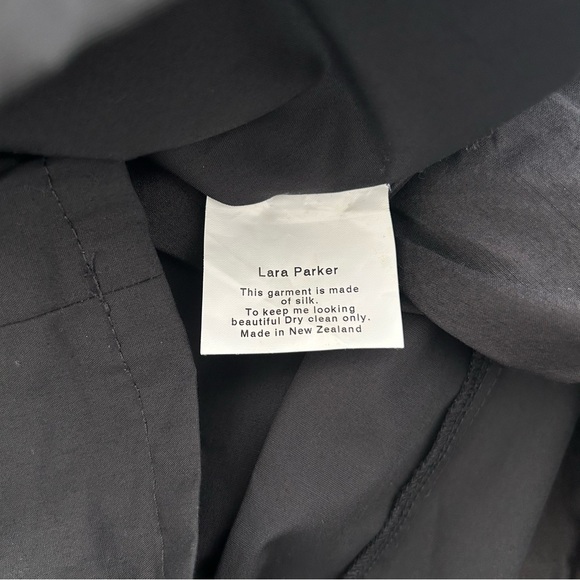 Lara Parker
This garment is made
of silk.
To keep me looking
beautiful Dry clean only.
Made in New Zealand